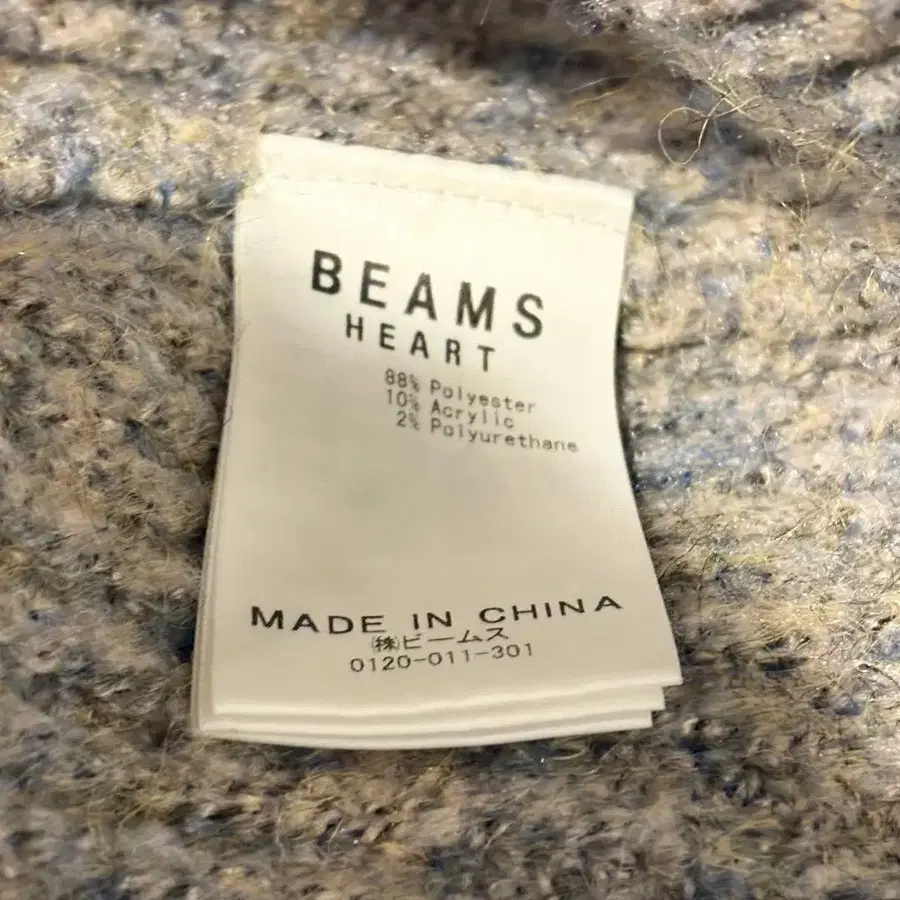 BEAMS
HEART
88% Polyester
10% Acrylic
2% Polyurethane
MADE IN CHINA
㈱ビームス
0120-011-301